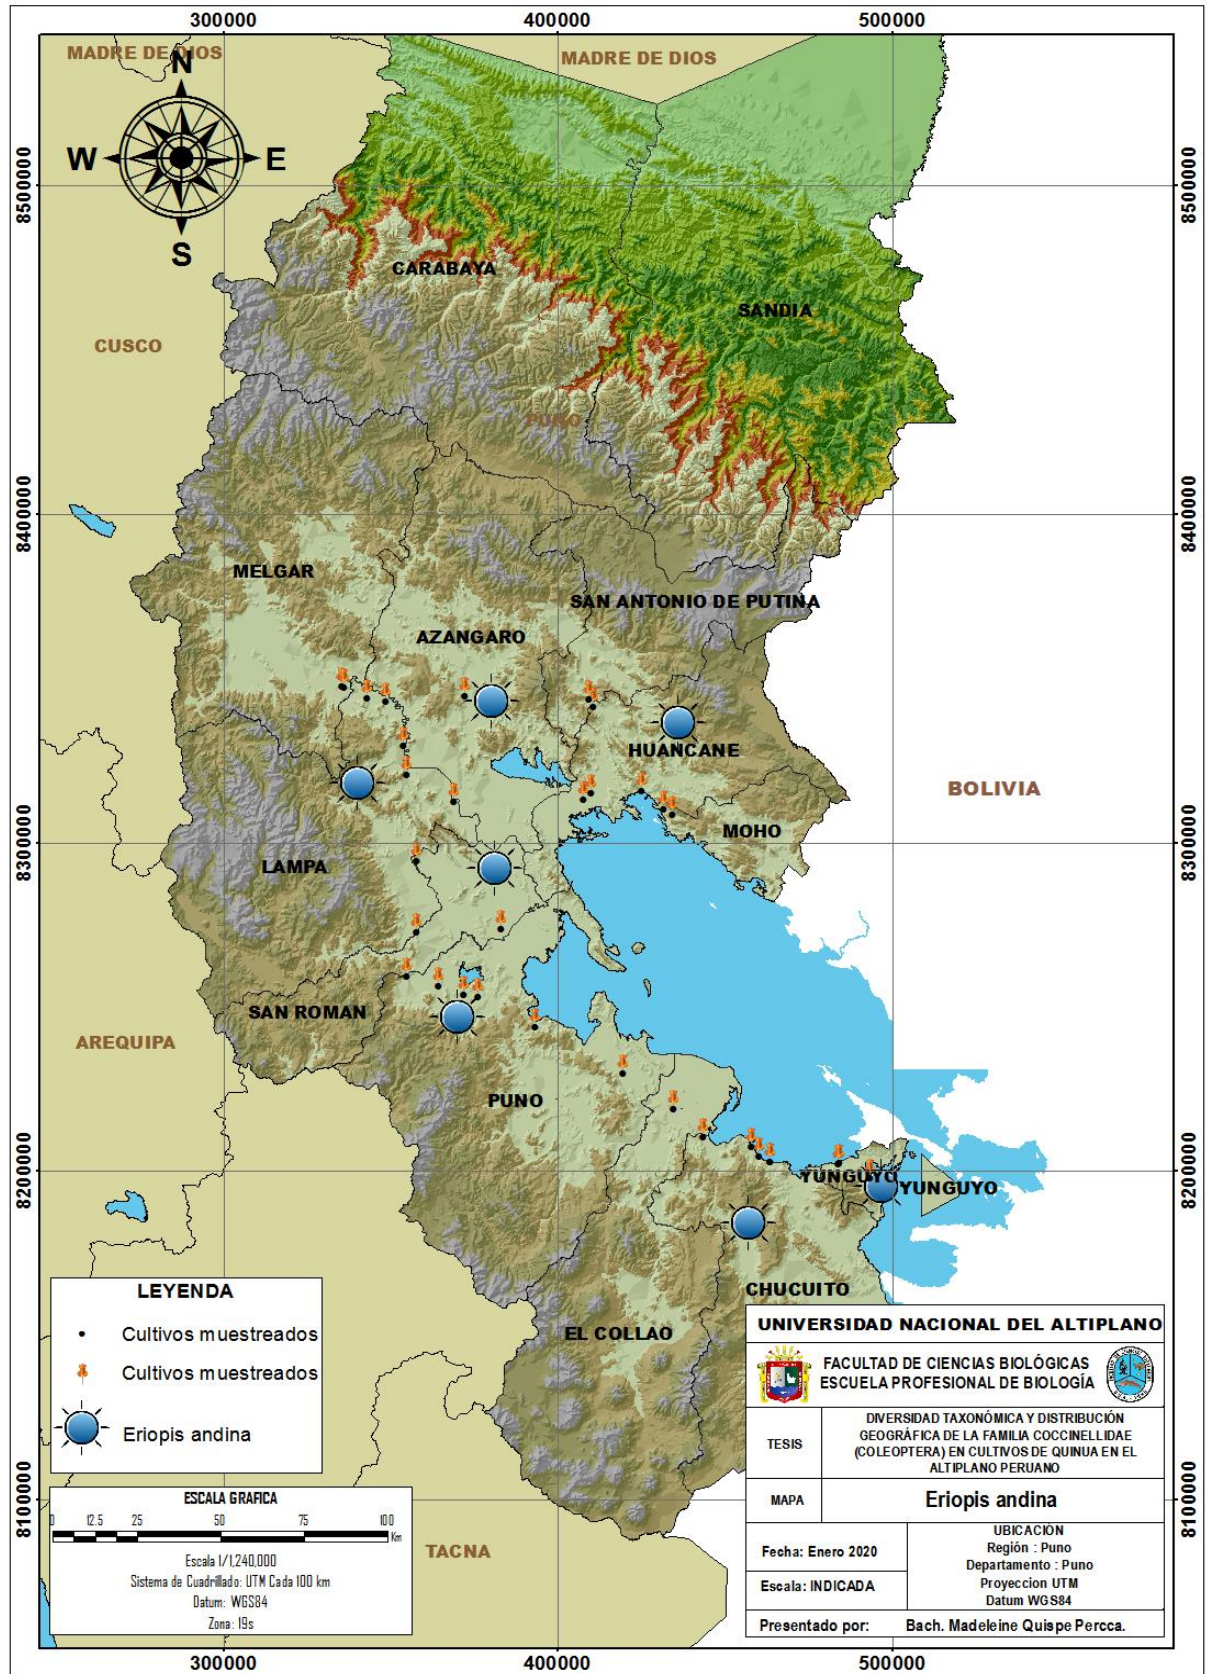 300000
400000
500000
MADRE DE DIOS
MADRE DE DIOS
N
W
E
S
8500000
8500000
CARABAYA
SANDIA
CUSCO
PUNO
8400000
8400000
MELGAR
SAN ANTONIO DE PUTINA
AZANGARO
HUANCANE
BOLIVIA
MOHO
8300000
8300000
LAMPA
SAN ROMAN
AREQUIPA
PUNO
8200000
8200000
YUNGUYO
YUNGUYO
CHUCUITO
EL COLLAO
LEYENDA
Cultivos muestreados
Cultivos muestreados
Eriopis andina
8100000
8100000
ESCALA GRAFICA
0 12.5 25 50 75 100
Km
Escala 1/1,240,000
Sistema de Cuadrillado: UTM Cada 100 km
Datum: WGS84
Zona: 19s
TACNA
UNIVERSIDAD NACIONAL DEL ALTIPLANO
FACULTAD DE CIENCIAS BIOLÓGICAS
ESCUELA PROFESIONAL DE BIOLOGÍA
TESIS
DIVERSIDAD TAXONÓMICA Y DISTRIBUCIÓN
GEOGRÁFICA DE LA FAMILIA COCCINELLIDAE
(COLEOPTERA) EN CULTIVOS DE QUINUA EN EL
ALTIPLANO PERUANO
MAPA
Eriopis andina
Fecha: Enero 2020
Escala: INDICADA
UBICACIÓN
Región : Puno
Departamento : Puno
Proyeccion UTM
Datum WGS84
Presentado por:
Bach. Madeleine Quispe Percca.
300000
400000
500000